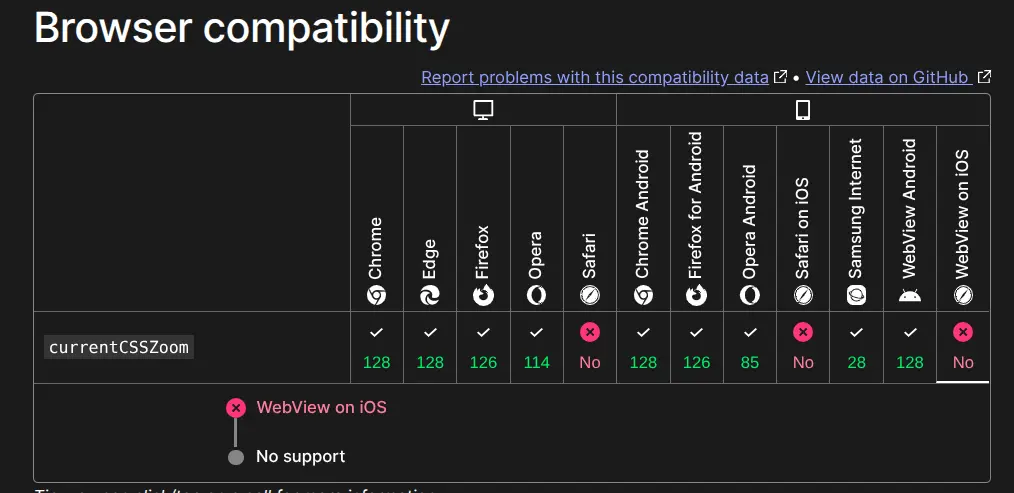 Browser compatibility
Report problems with this compatibility data • View data on GitHub
Chrome
Edge
Firefox
Opera
Safari
Chrome Android
Firefox for Android
Opera Android
Safari on iOS
Samsung Internet
WebView Android
WebView on iOS
currentCSSZoom
128 128 126 114 No 128 126 85 No 28 128 No
WebView on iOS
No support